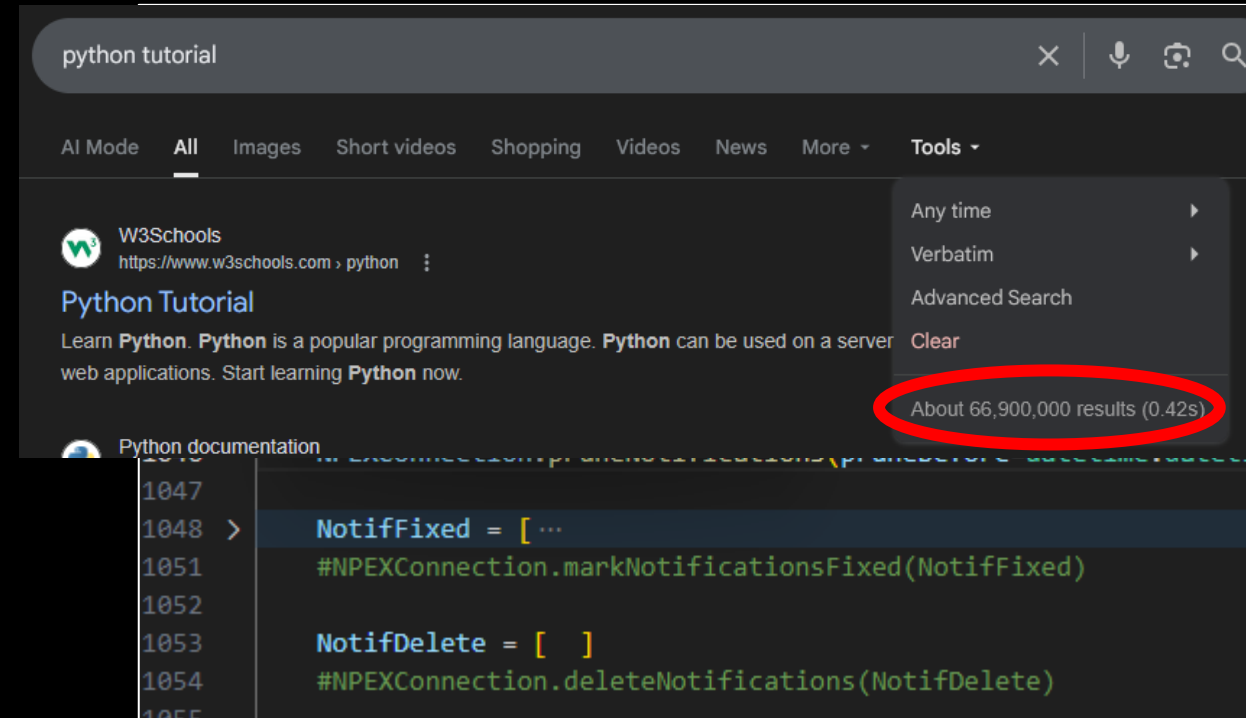 python tutorial
AI Mode All Images Short videos Shopping Videos News More Tools
Any time
Verbatim
Advanced Search
Clear
About 66,900,000 results (0.42s)
W3Schools
https://www.w3schools.com › python
Python Tutorial
Learn Python. Python is a popular programming language. Python can be used on a server
web applications. Start learning Python now.
Python documentation
1047
1048 NotifFixed = [ ···
1051 #NPEXConnection.markNotificationsFixed(NotifFixed)
1052
1053 NotifDelete = [ ]
1054 #NPEXConnection.deleteNotifications(NotifDelete)